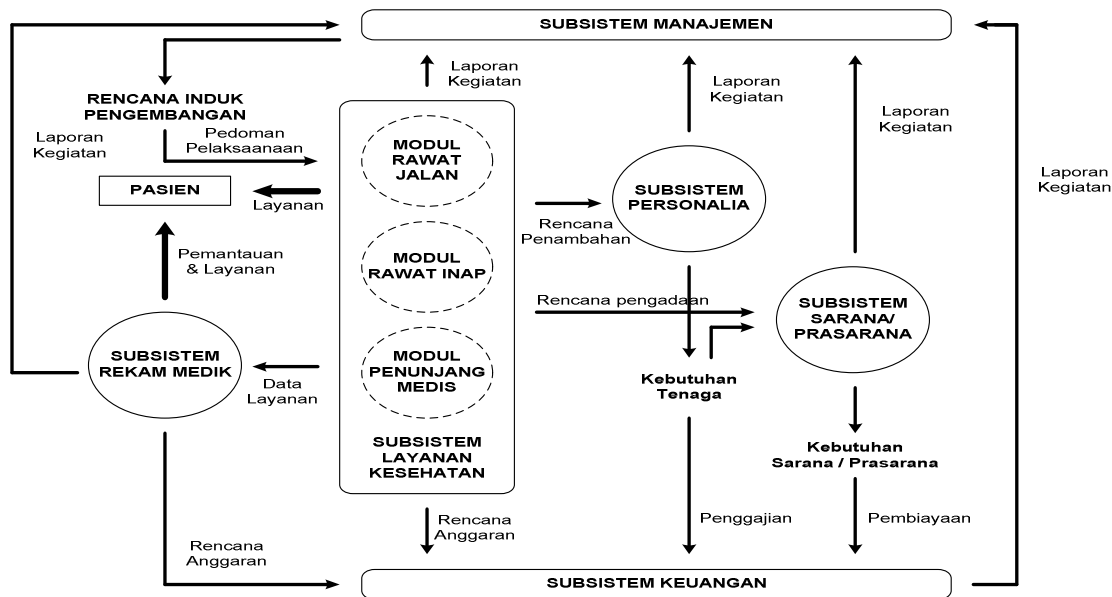 SUBSISTEM MANAJEMEN
Laporan
Kegiatan
Laporan
Kegiatan
Laporan
Kegiatan
RENCANA INDUK
PENGEMBANGAN
Laporan
Kegiatan
Pedoman
Pelaksaanaan
PASIEN
Layanan
Pemantauan
& Layanan
SUBSISTEM
REKAM MEDIK
Data
Layanan
MODUL
RAWAT
JALAN
MODUL
RAWAT INAP
MODUL
PENUNJANG
MEDIS
SUBSISTEM
LAYANAN
KESEHATAN
SUBSISTEM
PERSONALIA
Rencana
Penambahan
Rencana pengadaan
SUBSISTEM
SARANA/
PRASARANA
Laporan
Kegiatan
Kebutuhan
Tenaga
Kebutuhan
Sarana / Prasarana
Rencana
Anggaran
Rencana
Anggaran
Penggajian
Pembiayaan
SUBSISTEM KEUANGAN